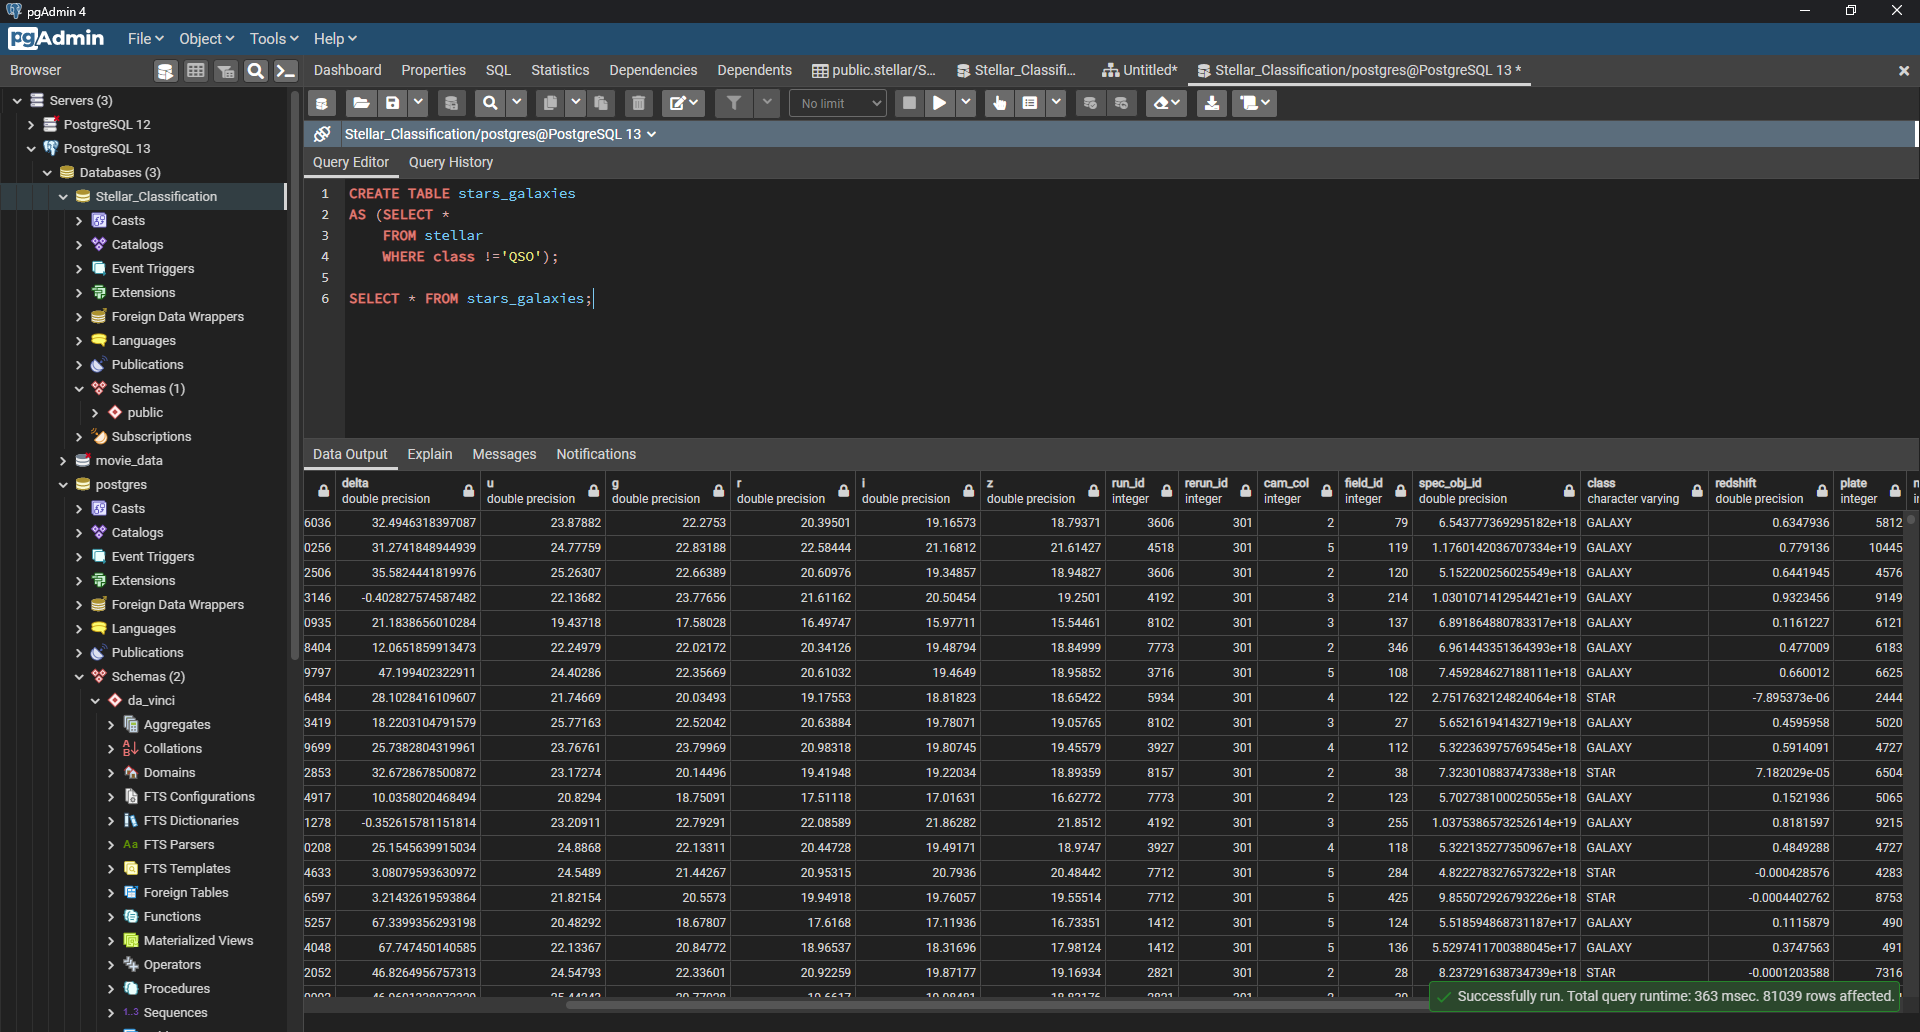 pgAdmin 4
pgAdmin File Object Tools Help
Browser
Dashboard Properties SQL Statistics Dependencies Dependents public.stellar/S... Stellar_Classifi... Untitled* Stellar_Classification/postgres@PostgreSQL 13 *
No limit
Stellar_Classification/postgres@PostgreSQL 13
Query Editor Query History
Servers (3)
PostgreSQL 12
PostgreSQL 13
Databases (3)
Stellar_Classification
Casts
Catalogs
Event Triggers
Extensions
Foreign Data Wrappers
Languages
Publications
Schemas (1)
public
Subscriptions
movie_data
postgres
Casts
Catalogs
Event Triggers
Extensions
Foreign Data Wrappers
Languages
Publications
Schemas (2)
da_vinci
Aggregates
Collations
Domains
FTS Configurations
FTS Dictionaries
Aa FTS Parsers
FTS Templates
Foreign Tables
Functions
Materialized Views
Operators
Procedures
1..3 Sequences
1 CREATE TABLE stars_galaxies
2 AS (SELECT *
3 FROM stellar
4 WHERE class !='QSO');
5
6 SELECT * FROM stars_galaxies;
Data Output Explain Messages Notifications
delta u g r i z run_id rerun_id cam_col field_id spec_obj_id class redshift plate
double precision double precision double precision double precision double precision double precision integer integer integer integer double precision character varying double precision integer
6036 32.4946318397087 23.87882 22.2753 20.39501 19.16573 18.79371 3606 301 2 79 6.543777369295182e+18 GALAXY 0.6347936 5812
0256 31.2741848944939 24.77759 22.83188 22.58444 21.16812 21.61427 4518 301 5 119 1.1760142036707334e+19 GALAXY 0.779136 10445
2506 35.5824441819976 25.26307 22.66389 20.60976 19.34857 18.94827 3606 301 2 120 5.152200256025549e+18 GALAXY 0.6441945 4576
3146 -0.402827574587482 22.13682 23.77656 21.61162 20.50454 19.2501 4192 301 3 214 1.0301071412954421e+19 GALAXY 0.9323456 9149
0935 21.1838656010284 19.43718 17.58028 16.49747 15.97711 15.54461 8102 301 3 137 6.891864880783317e+18 GALAXY 0.1161227 6121
8404 12.0651859913473 22.24979 22.02172 20.34126 19.48794 18.84999 7773 301 2 346 6.961443351364393e+18 GALAXY 0.477009 6183
9797 47.199402322911 24.40286 22.35669 20.61032 19.4649 18.95852 3716 301 5 108 7.459284627188111e+18 GALAXY 0.660012 6625
6484 28.1028416109607 21.74669 20.03493 19.17553 18.81823 18.65422 5934 301 4 122 2.7517632124824064e+18 STAR -7.895373e-06 2444
3419 18.2203104791579 25.77163 22.52042 20.63884 19.78071 19.05765 8102 301 3 27 5.652161941432719e+18 GALAXY 0.4595958 5020
9699 25.7382804319961 23.76761 23.79969 20.98318 19.80745 19.45579 3927 301 4 112 5.322363975769545e+18 GALAXY 0.5914091 4727
2853 32.6728678500872 23.17274 20.14496 19.41948 19.22034 18.89359 8157 301 2 38 7.323010883747338e+18 STAR 7.182029e-05 6504
4917 10.0358020468494 20.8294 18.75091 17.51118 17.01631 16.62772 7773 301 2 123 5.702738100025055e+18 GALAXY 0.1521936 5065
1278 -0.352615781151814 23.20911 22.79291 22.08589 21.86282 21.8512 4192 301 3 255 1.0375386573252614e+19 GALAXY 0.8181597 9215
0208 25.1545639915034 24.8868 22.13311 20.44728 19.49171 18.9747 3927 301 4 118 5.322135277350967e+18 GALAXY 0.4849288 4727
4633 3.08079593630972 24.5489 21.44267 20.95315 20.7936 20.48442 7712 301 5 284 4.822278327657322e+18 STAR -0.000428576 4283
6597 3.21432619593864 21.82154 20.5573 19.94918 19.76057 19.55514 7712 301 5 425 9.855072926793226e+18 STAR -0.0004402762 8753
5257 67.3399356293198 20.48292 18.67807 17.6168 17.11936 16.73351 1412 301 5 124 5.518594868731187e+17 GALAXY 0.1115879 490
4048 67.747450140585 22.13367 20.84772 18.96537 18.31696 17.98124 1412 301 5 136 5.5297411700388045e+17 GALAXY 0.3747563 491
2052 46.8264956757313 24.54793 22.33601 20.92259 19.87177 19.16934 2821 301 2 28 8.237291638734739e+18 STAR -0.0001203588 7316
Successfully run. Total query runtime: 363 msec. 81039 rows affected.